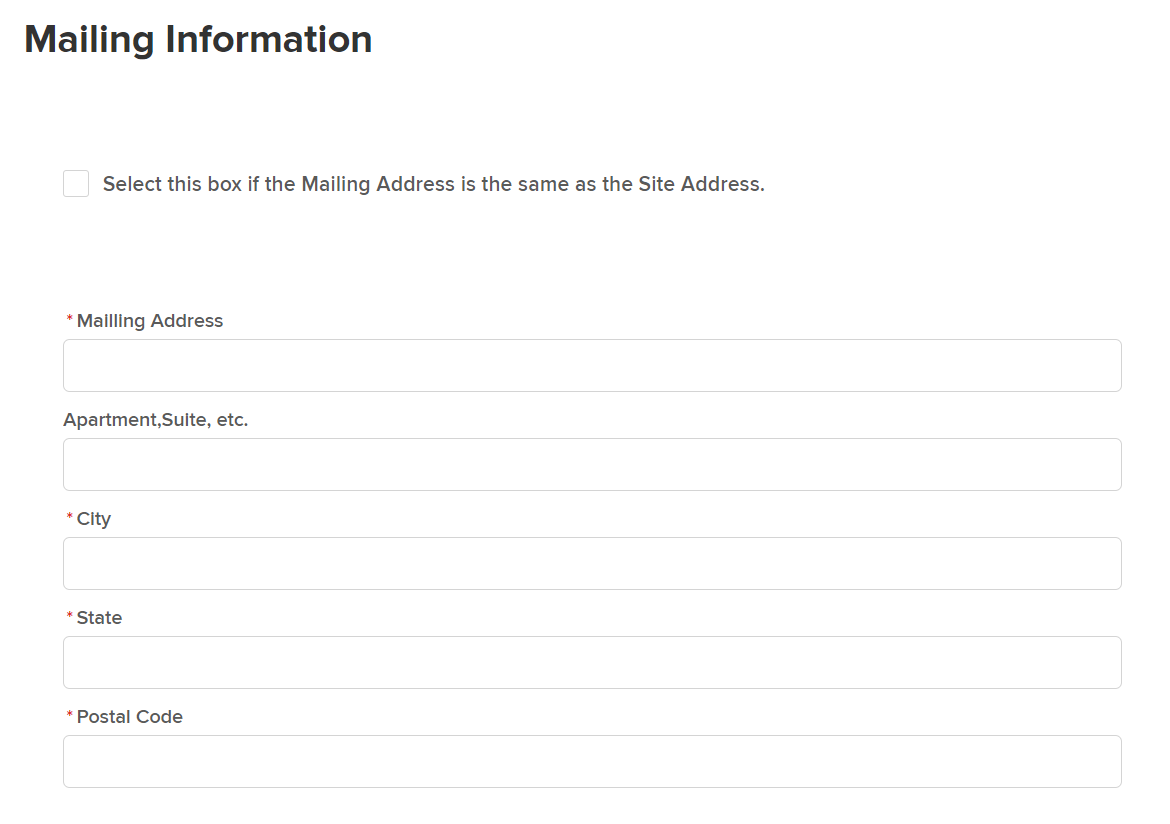 Mailing Information
Select this box if the Mailing Address is the same as the Site Address.
* Mailling Address
Apartment,Suite, etc.
* City
* State
* Postal Code